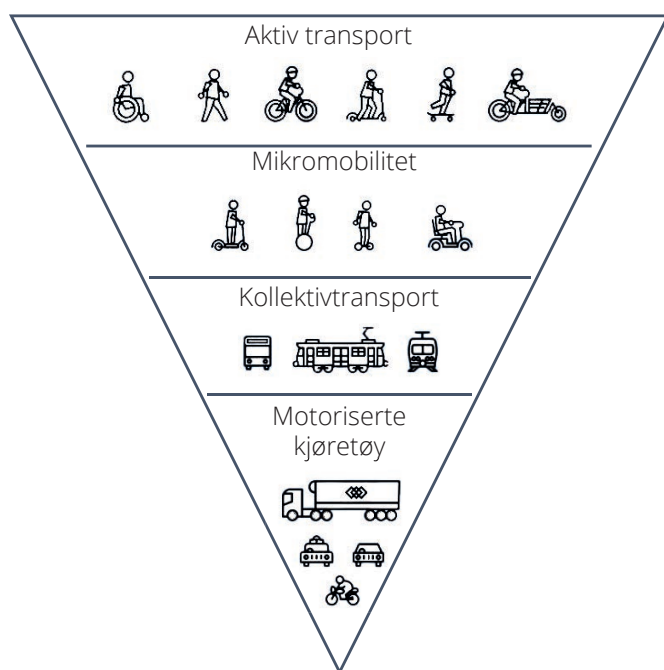 Aktiv transport
Mikromobilitet
Kollektivtransport
Motoriserte
kjøretøy